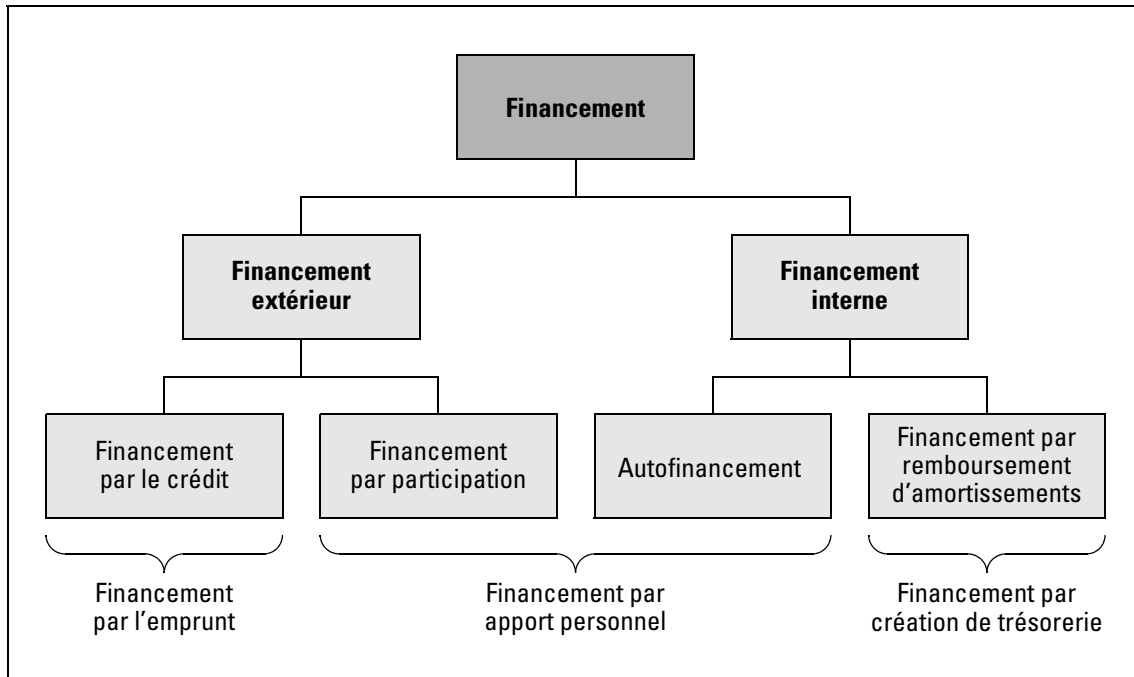 Financement
Financement
extérieur
Financement
interne
Financement
par le crédit
Financement
par participation
Autofinancement
Financement par
remboursement
d'amortissements
Financement
par l'emprunt
Financement par
apport personnel
Financement par
création de trésorerie